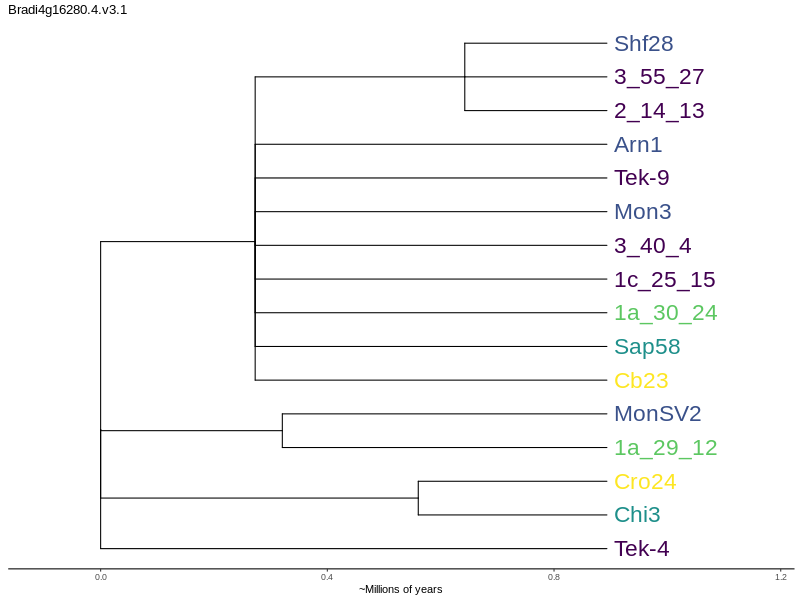 Bradi4g16280.4.v3.1
Shf28
3_55_27
2_14_13
Arn1
Tek-9
Mon3
3_40_4
1c_25_15
1a_30_24
Sap58
Cb23
MonSV2
1a_29_12
Cro24
Chi3
Tek-4
0.0 0.4 0.8 1.2
~Millions of years